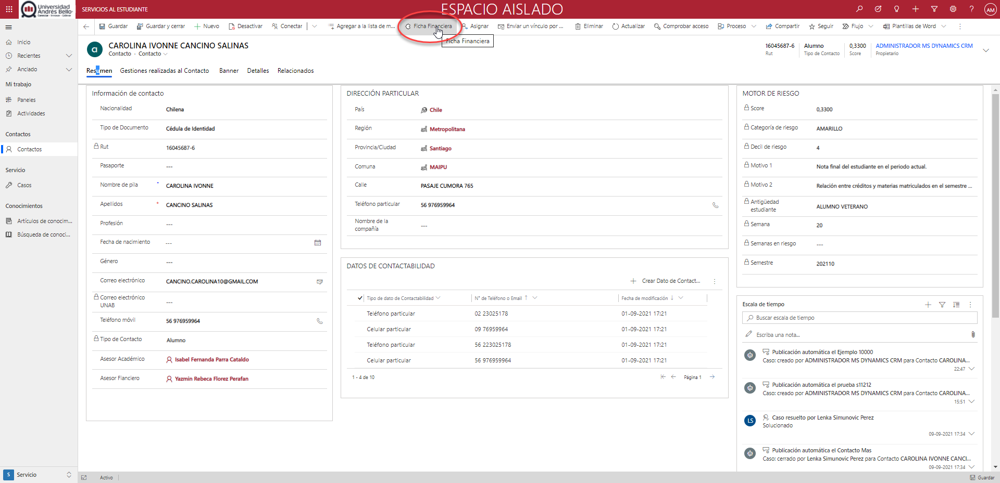 Universidad
Andrés Bello
Conectar - Innovar - Liderar
SERVICIOS AL ESTUDIANTE
ESPACIO AISLADO
AM
Guardar
Guardar y cerrar
Nuevo
Desactivar
Conectar
Agregar a la lista de m...
Ficha Financiera
Asignar
Enviar un vínculo por ...
Eliminar
Actualizar
Comprobar acceso
Proceso
Compartir
Seguir
Flujo
Plantillas de Word
Ficha Financiera
Inicio
Recientes
Anclado
Mi trabajo
Paneles
Actividades
Contactos
Contactos
Servicio
Casos
Conocimientos
Artículos de conocim...
Búsqueda de conoci...
S Servicio
a
CAROLINA IVONNE CANCINO SALINAS
Contacto · Contacto
16045687-6
Rut
Alumno
Tipo de Contacto
0,3300
Score
ADMINISTRADOR MS DYNAMICS CRM
Propietario
Resumen
Gestiones realizadas al Contacto
Banner
Detalles
Relacionados
Información de contacto
Nacionalidad Chilena
Tipo de Documento Cédula de Identidad
Rut 16045687-6
Pasaporte ---
Nombre de pila * CAROLINA IVONNE
Apellidos * CANCINO SALINAS
Profesión ---
Fecha de nacimiento ---
Género ---
Correo electrónico CANCINO.CAROLINA10@GMAIL.COM
Correo electrónico
UNAB ---
Teléfono móvil 56 976959964
Tipo de Contacto Alumno
Asesor Académico Isabel Fernanda Parra Cataldo
Asesor Fianciero Yazmin Rebeca Florez Perafan
DIRECCIÓN PARTICULAR
País Chile
Región Metropolitana
Provincia/Ciudad Santiago
Comuna MAIPU
Calle PASAJE CUMORA 765
Teléfono particular 56 976959964
Nombre de la
compañía ---
DATOS DE CONTACTABILIDAD
Crear Dato de Contact...
Tipo de dato de Contactabilidad N° de Teléfono o Email Fecha de modificación
Teléfono particular 02 23025178 01-09-2021 17:21
Celular particular 09 76959964 01-09-2021 17:21
Teléfono particular 56 223025178 01-09-2021 17:21
Celular particular 56 976959964 01-09-2021 17:21
1 - 4 de 10
Página 1
MOTOR DE RIESGO
Score 0,3300
Categoría de riesgo AMARILLO
Decil de riesgo 4
Motivo 1 Nota final del estudiante en el periodo actual.
Motivo 2 Relación entre créditos y materias matriculados en el semestre ...
Antigüedad
estudiante ALUMNO VETERANO
Semana 20
Semanas en riesgo ---
Semestre 202110
Escala de tiempo
Buscar escala de tiempo
Escriba una nota...
Publicación automática el Ejemplo 10000
Caso: creado por ADMINISTRADOR MS DYNAMICS CRM para Contacto CAROLINA...
22:47
Publicación automática el prueba s11212
Caso: creado por ADMINISTRADOR MS DYNAMICS CRM para Contacto CAROLINA...
15:51
LS
Caso resuelto por Lenka Simunovic Perez
Solucionado
09-09-2021 17:34
Publicación automática el Contacto Mas
Caso: cerrado por Lenka Simunovic Perez para Contacto CAROLINA IVONNE CANCI...
09-09-2021 17:34
Activo
Guardar